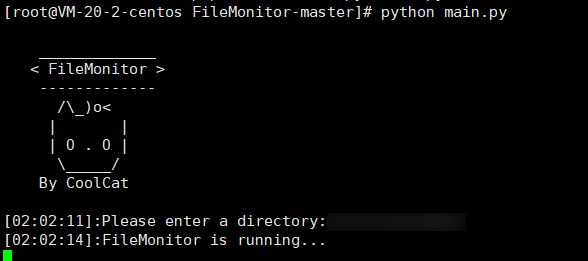 [root@VM-20-2-centos FileMonitor-master]# python main.py
 _____________
< FileMonitor >
 -------------
   /\_)o<
  |       |
  | O . O |
   \_____/
By CoolCat
[02:02:11]:Please enter a directory:
[02:02:14]:FileMonitor is running...